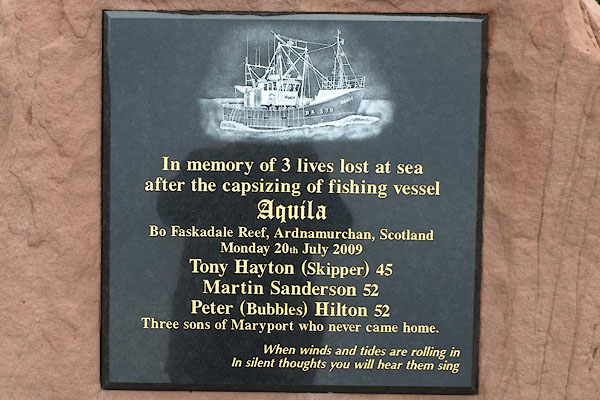 BA 379
In memory of 3 lives lost at sea
after the capsizing of fishing vessel
Aquila
Bo Faskadale Reef, Ardnamurchan, Scotland
Monday 20th July 2009
Tony Hayton (Skipper) 45
Martin Sanderson 52
Peter (Bubbles) Hilton 52
Three sons of Maryport who never came home.
When winds and tides are rolling in
In silent thoughts you will hear them sing